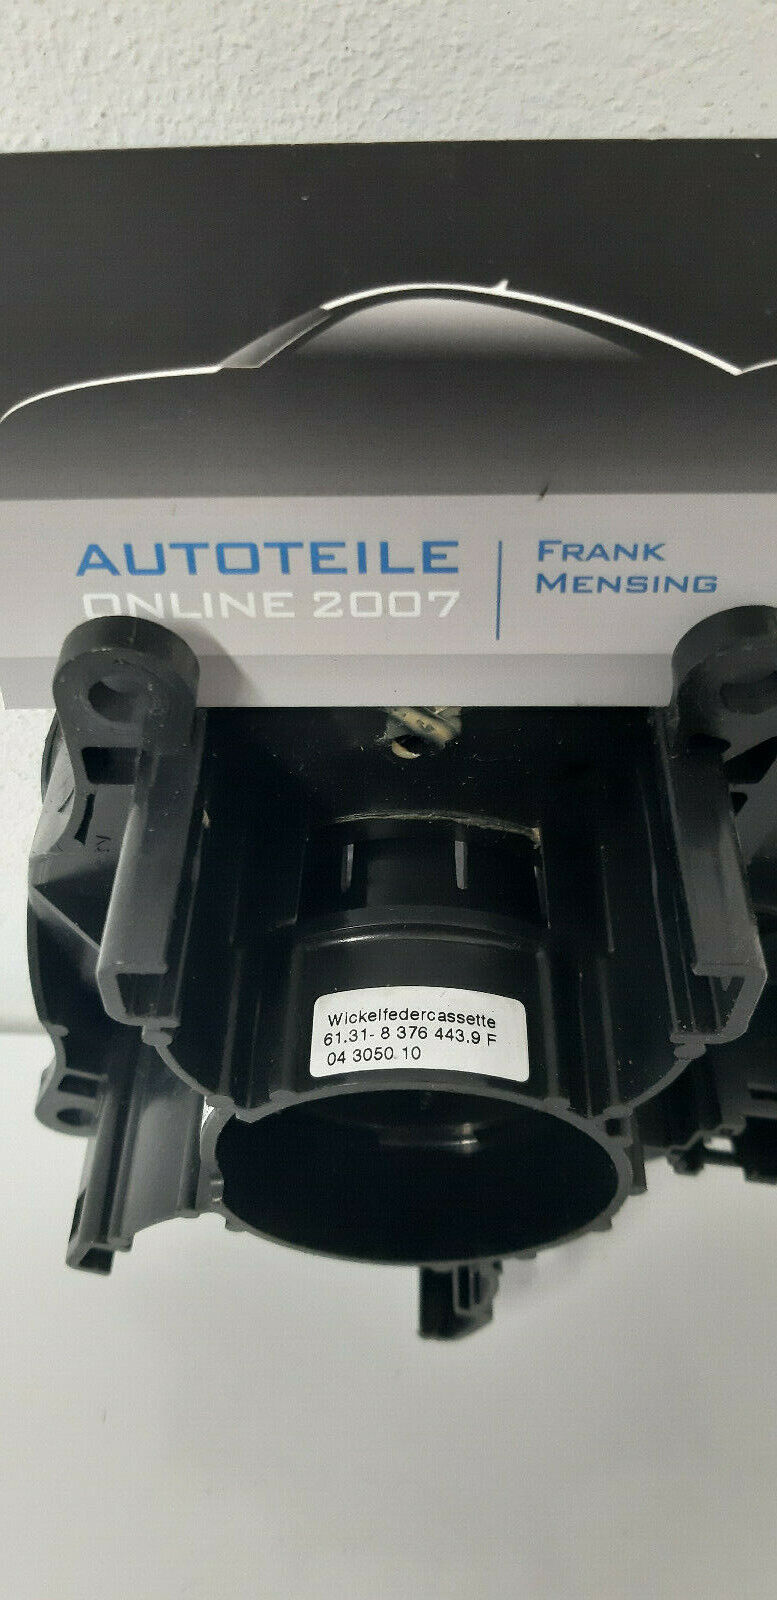 AUTOTEILE
ONLINE 2007
FRANK
MENSING
Wickelfedercassette
61.31- 8 376 443.9 F
04 3050 10